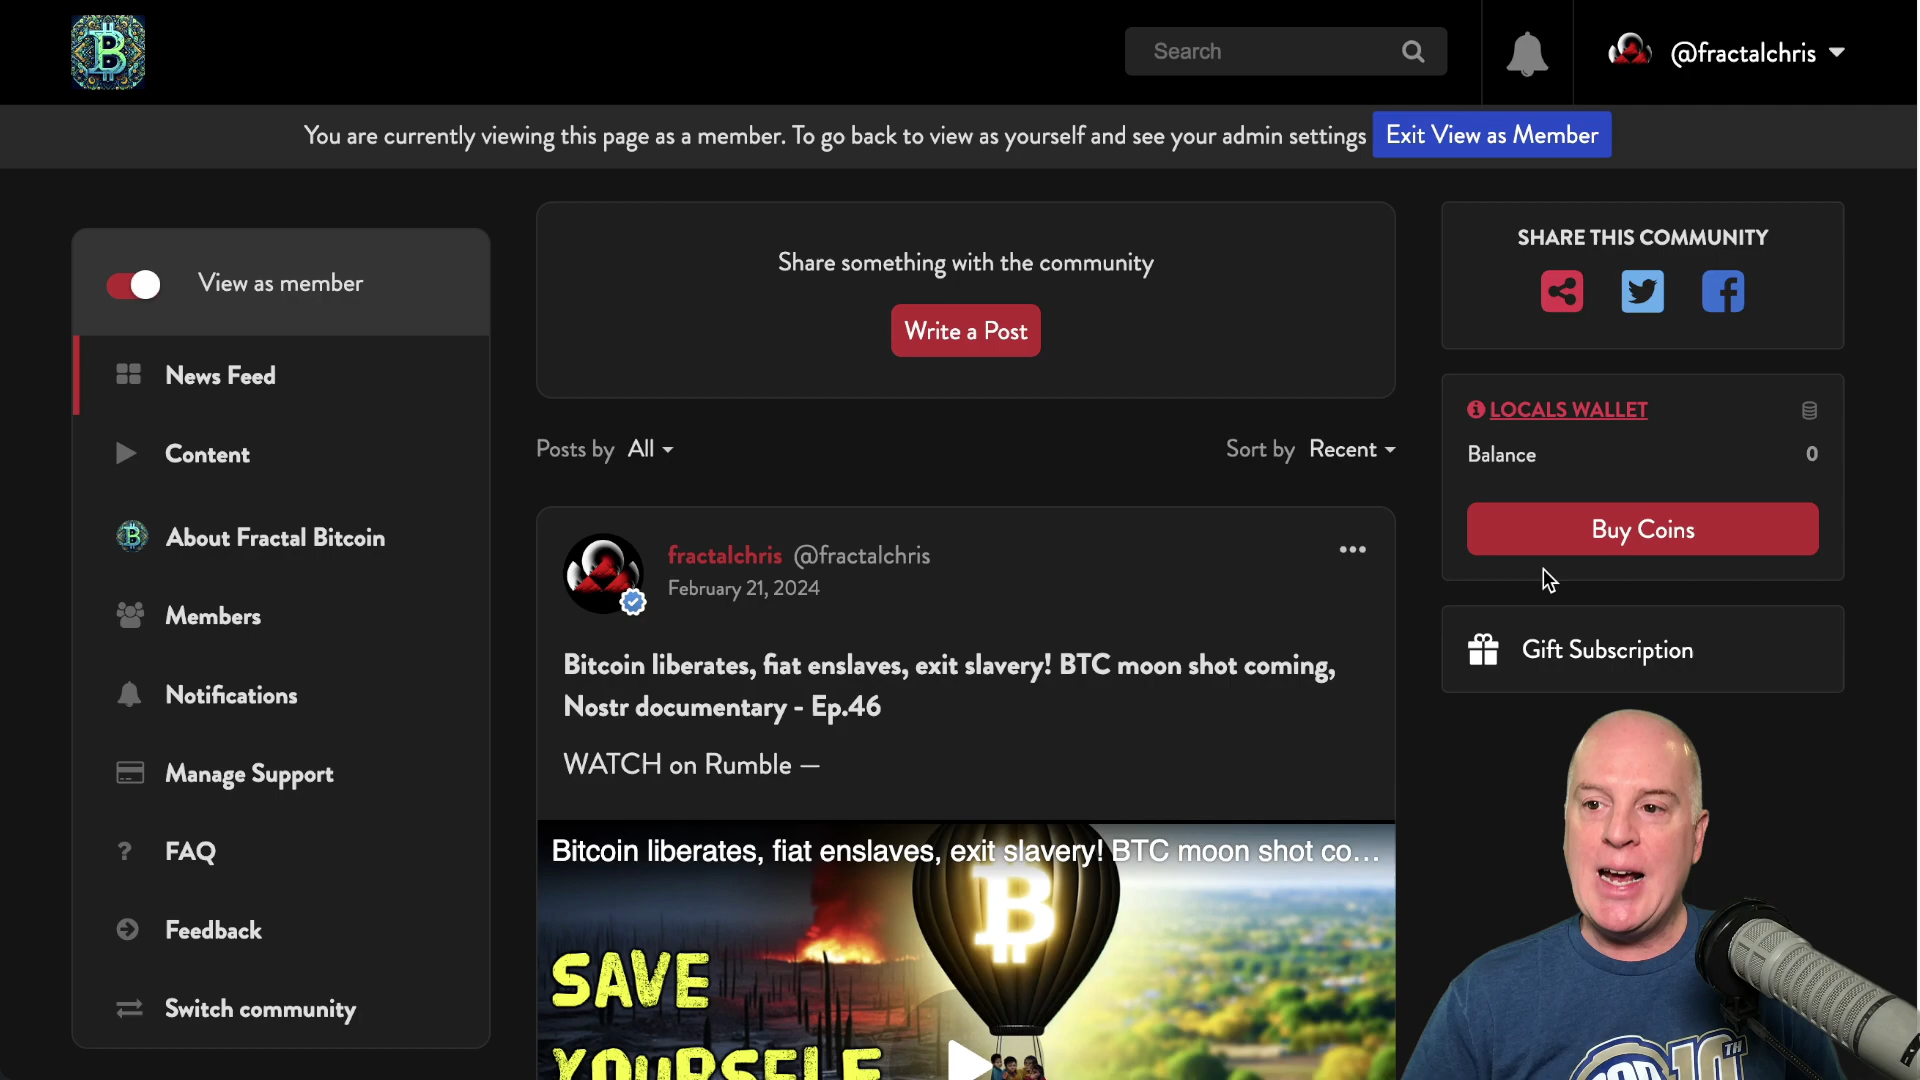 Search
@fractalchris
You are currently viewing this page as a member. To go back to view as yourself and see your admin settings Exit View as Member
View as member
News Feed
Content
About Fractal Bitcoin
Members
Notifications
Manage Support
FAQ
Feedback
Switch community
Share something with the community
Write a Post
Posts by All
Sort by Recent
fractalchris @fractalchris
February 21, 2024
Bitcoin liberates, fiat enslaves, exit slavery! BTC moon shot coming,
Nostr documentary - Ep.46
WATCH on Rumble —
Bitcoin liberates, fiat enslaves, exit slavery! BTC moon shot co...
SAVE
YOURSELF
SHARE THIS COMMUNITY
LOCALS WALLET
Balance 0
Buy Coins
Gift Subscription